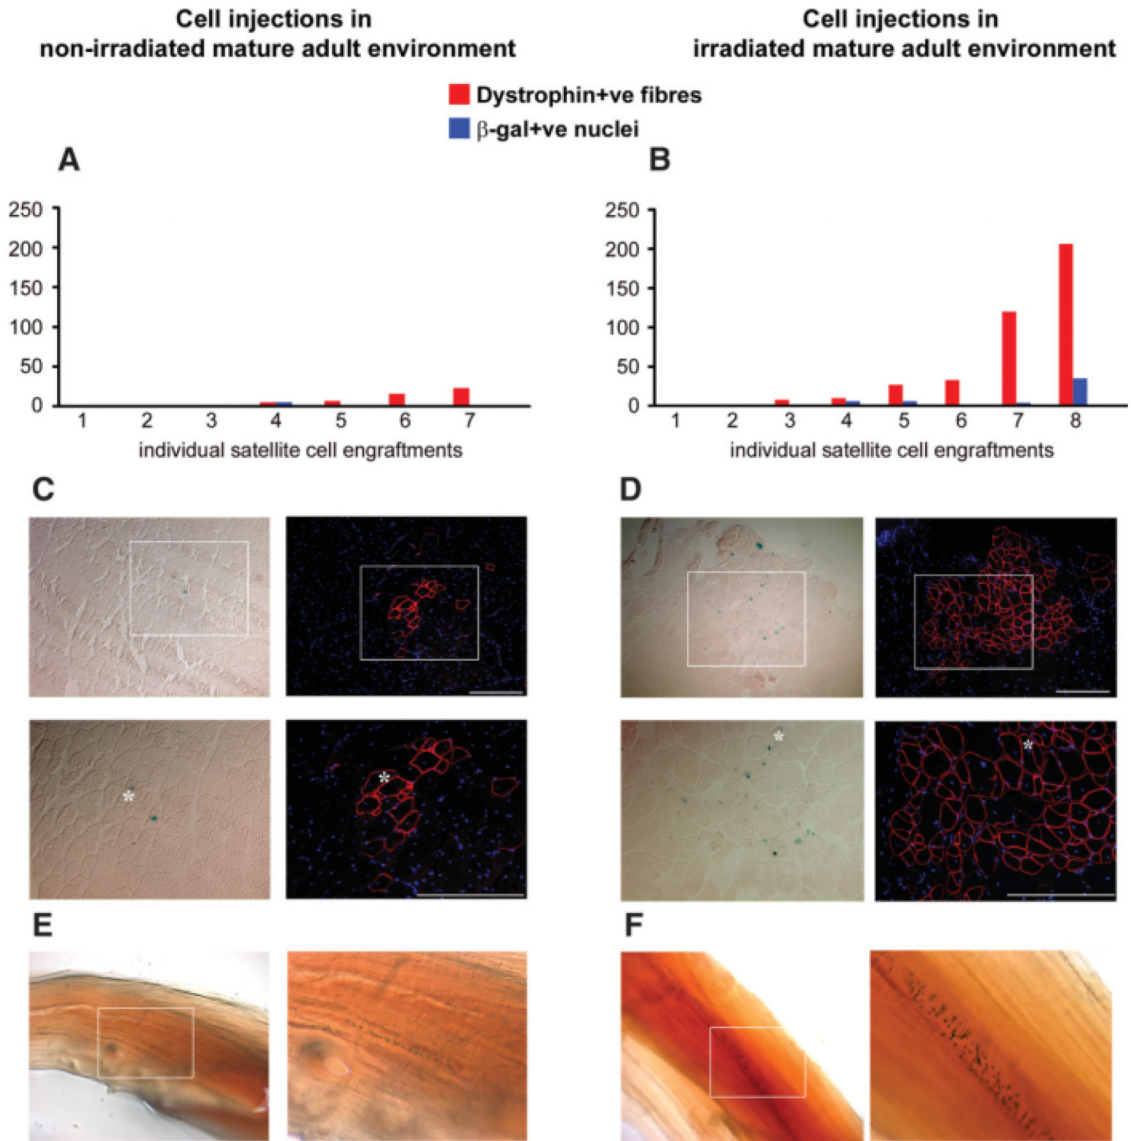 Cell injections in
non-irradiated mature adult environment
Cell injections in
irradiated mature adult environment
Dystrophin+ve fibres
β-gal+ve nuclei
A
250
200
150
100
50
0
1 2 3 4 5 6 7
individual satellite cell engraftments
B
250
200
150
100
50
0
1 2 3 4 5 6 7 8
individual satellite cell engraftments
C
*
*
D
*
*
E
F